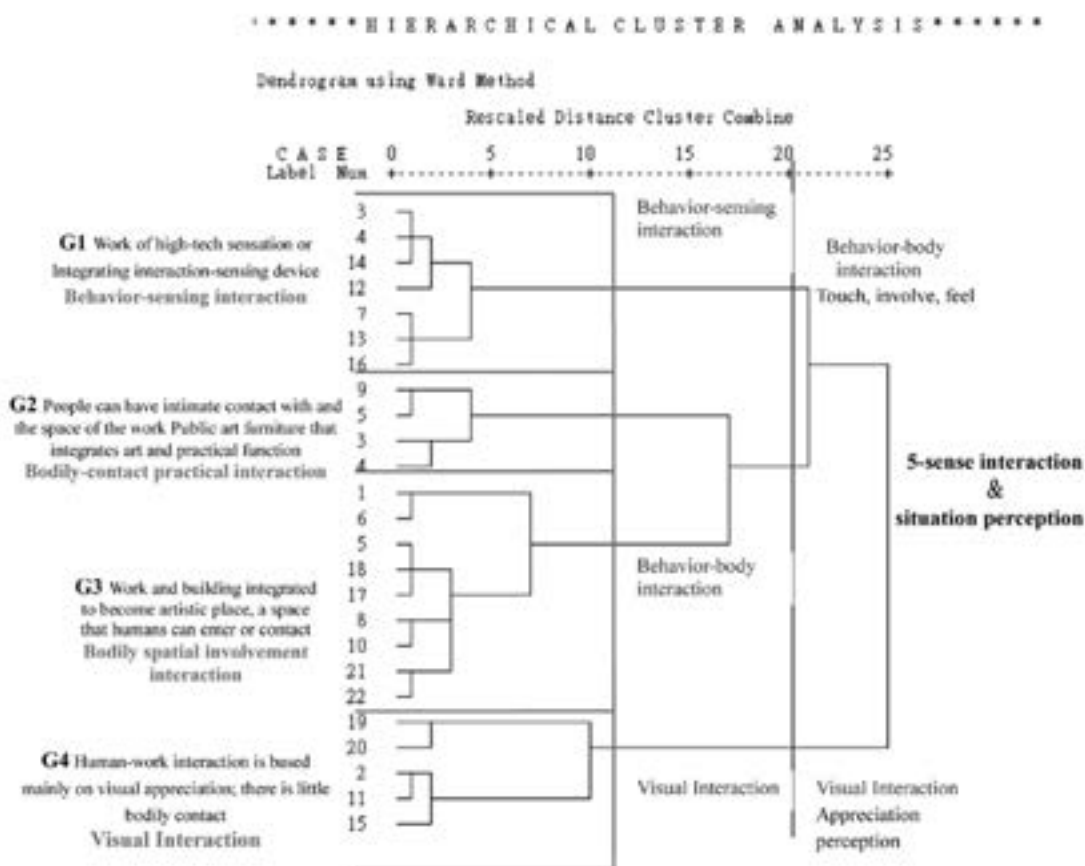 * * * * * * H I E R A R C H I C A L C L U S T E R A N A L Y S I S * * * * * *
Dendrogram using Ward Method
Rescaled Distance Cluster Combine
C A S E 0 5 10 15 20 25
Label Num
3
4
14
12
7
13
16
9
5
3
4
1
6
5
18
17
8
10
21
22
19
20
2
11
15
G1 Work of high-tech sensation or
Integrating interaction-sensing device
Behavior-sensing interaction
G2 People can have intimate contact with and
the space of the work Public art furniture that
integrates art and practical function
Bodily-contact practical interaction
G3 Work and building integrated
to become artistic place, a space
that humans can enter or contact
Bodily spatial involvement
interaction
G4 Human-work interaction is based
mainly on visual appreciation; there is little
bodily contact
Visual Interaction
Behavior-sensing
interaction
Behavior-body
interaction
Visual Interaction
Behavior-body
interaction
Touch, involve, feel
Visual Interaction
Appreciation
perception
5-sense interaction
&
situation perception